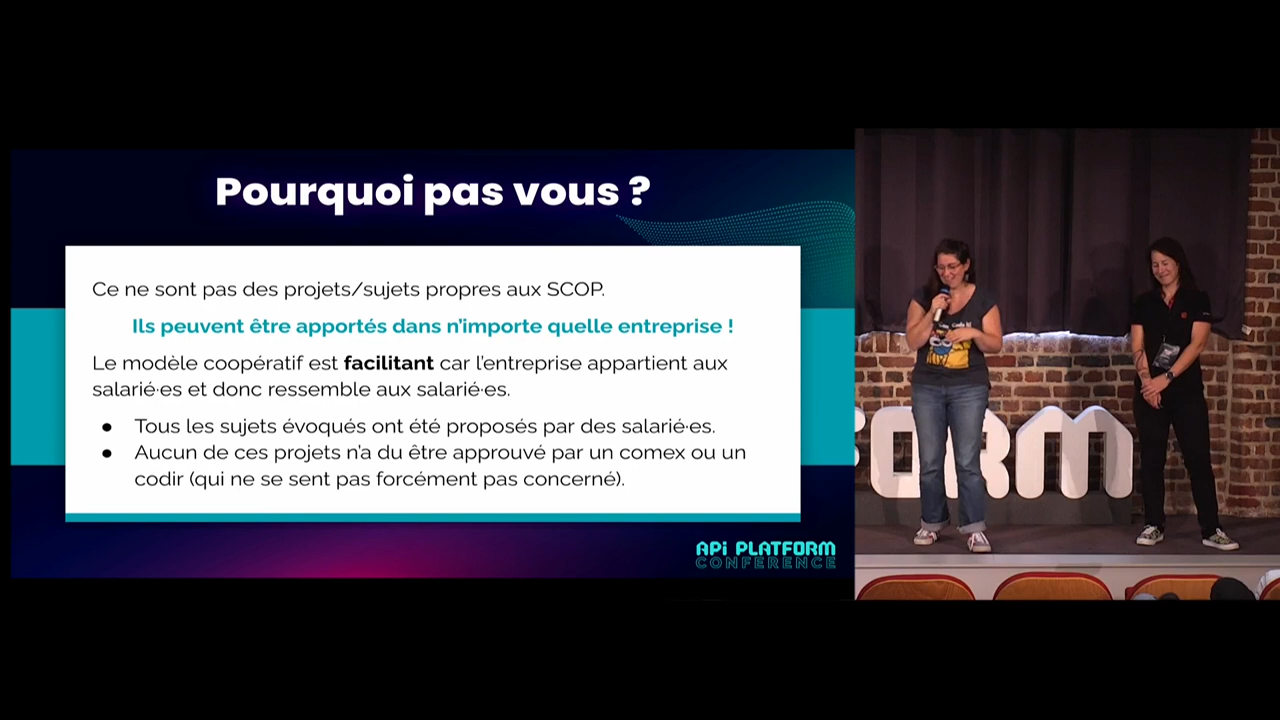 Pourquoi pas vous ?
Ce ne sont pas des projets/sujets propres aux SCOP.
Ils peuvent être apportés dans n'importe quelle entreprise !
Le modèle coopératif est facilitant car l'entreprise appartient aux
salarié·es et donc ressemble aux salarié·es.
● Tous les sujets évoqués ont été proposés par des salarié·es.
● Aucun de ces projets n'a du être approuvé par un comex ou un
codir (qui ne se sent pas forcément pas concerné).
APi PLATFORM
CONFERENCE
ORM